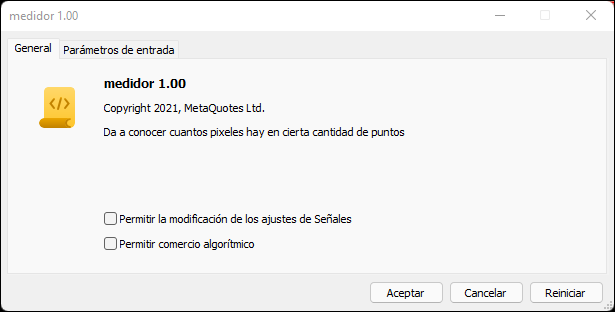 medidor 1.00
General
Parámetros de entrada
medidor 1.00
Copyright 2021, MetaQuotes Ltd.
Da a conocer cuantos pixeles hay en cierta cantidad de puntos
Permitir la modificación de los ajustes de Señales
Permitir comercio algorítmico
Aceptar
Cancelar
Reiniciar